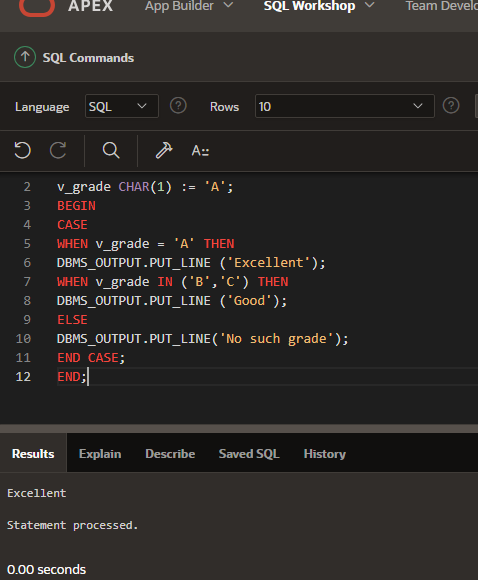 APEX App Builder SQL Workshop Team Develo
SQL Commands
Language SQL ? Rows 10 ?
A::
2 v_grade CHAR(1) := 'A';
3 BEGIN
4 CASE
5 WHEN v_grade = 'A' THEN
6 DBMS_OUTPUT.PUT_LINE ('Excellent');
7 WHEN v_grade IN ('B','C') THEN
8 DBMS_OUTPUT.PUT_LINE ('Good');
9 ELSE
10 DBMS_OUTPUT.PUT_LINE('No such grade');
11 END CASE;
12 END;
Results Explain Describe Saved SQL History
Excellent
Statement processed.
0.00 seconds